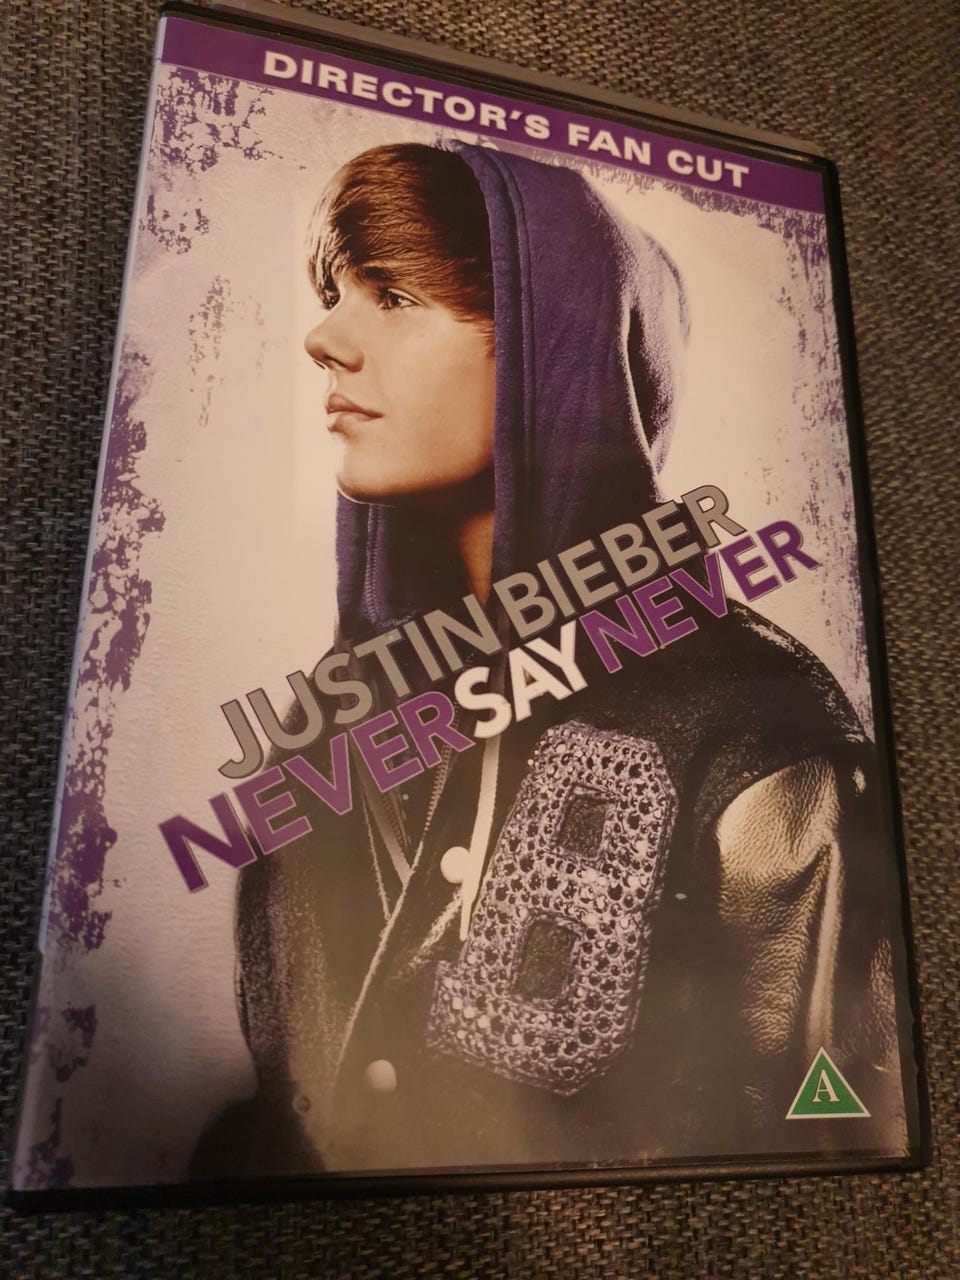 DIRECTOR'S FAN CUT
JUSTIN BIEBER
NEVER SAY NEVER
B
A